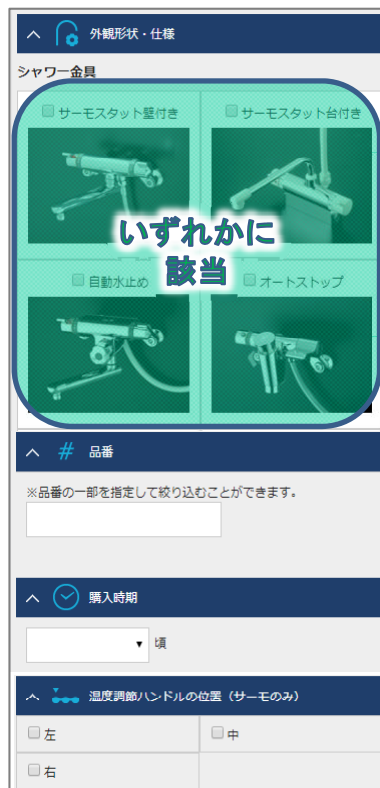 外観形状・仕様
シャワー金具
サーモスタット壁付き
サーモスタット台付き
いずれかに
該当
自動水止め
オートストップ
# 品番
※品番の一部を指定して絞り込むことができます。
購入時期
頃
温度調節ハンドルの位置（サーモのみ）
左
中
右